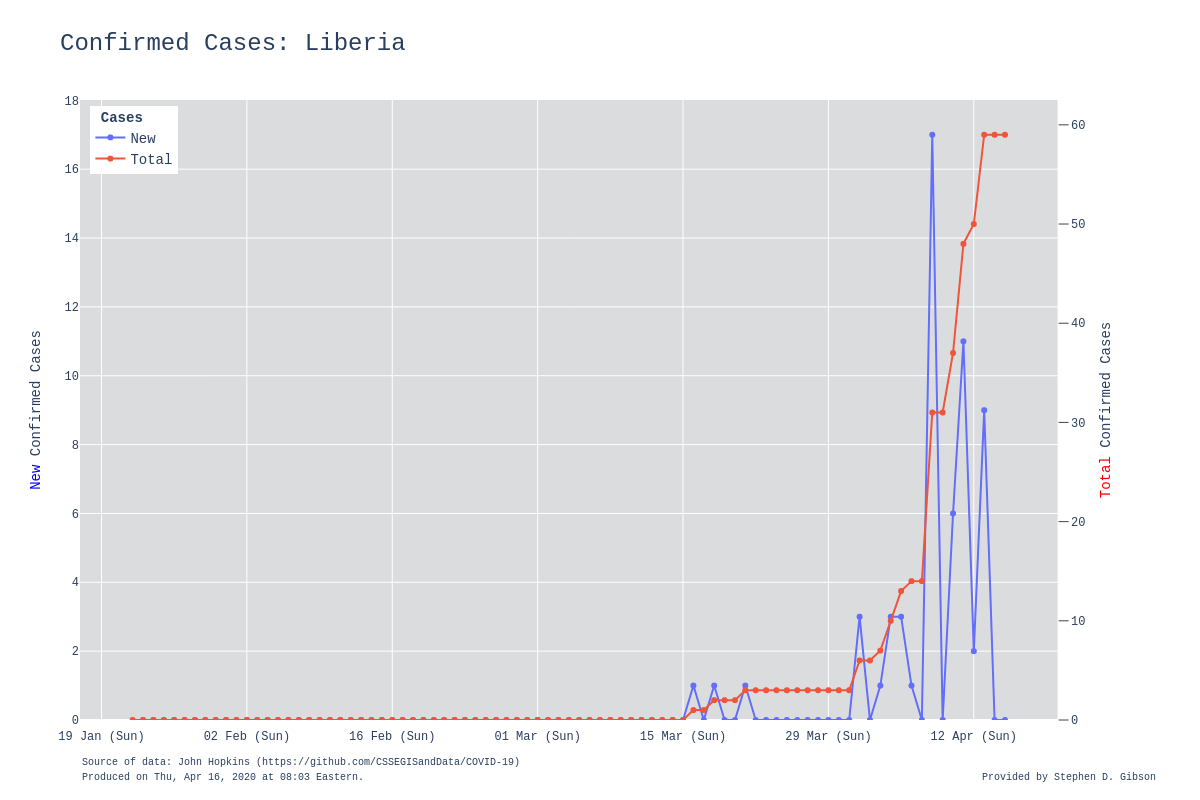 Confirmed Cases: Liberia
Cases
New
Total
18
16
14
12
10
8
6
4
2
0
New Confirmed Cases
60
50
40
30
20
10
0
Total Confirmed Cases
19 Jan (Sun) 02 Feb (Sun) 16 Feb (Sun) 01 Mar (Sun) 15 Mar (Sun) 29 Mar (Sun) 12 Apr (Sun)
Source of data: John Hopkins (https://github.com/CSSEGISandData/COVID-19)
Produced on Thu, Apr 16, 2020 at 08:03 Eastern.
Provided by Stephen D. Gibson